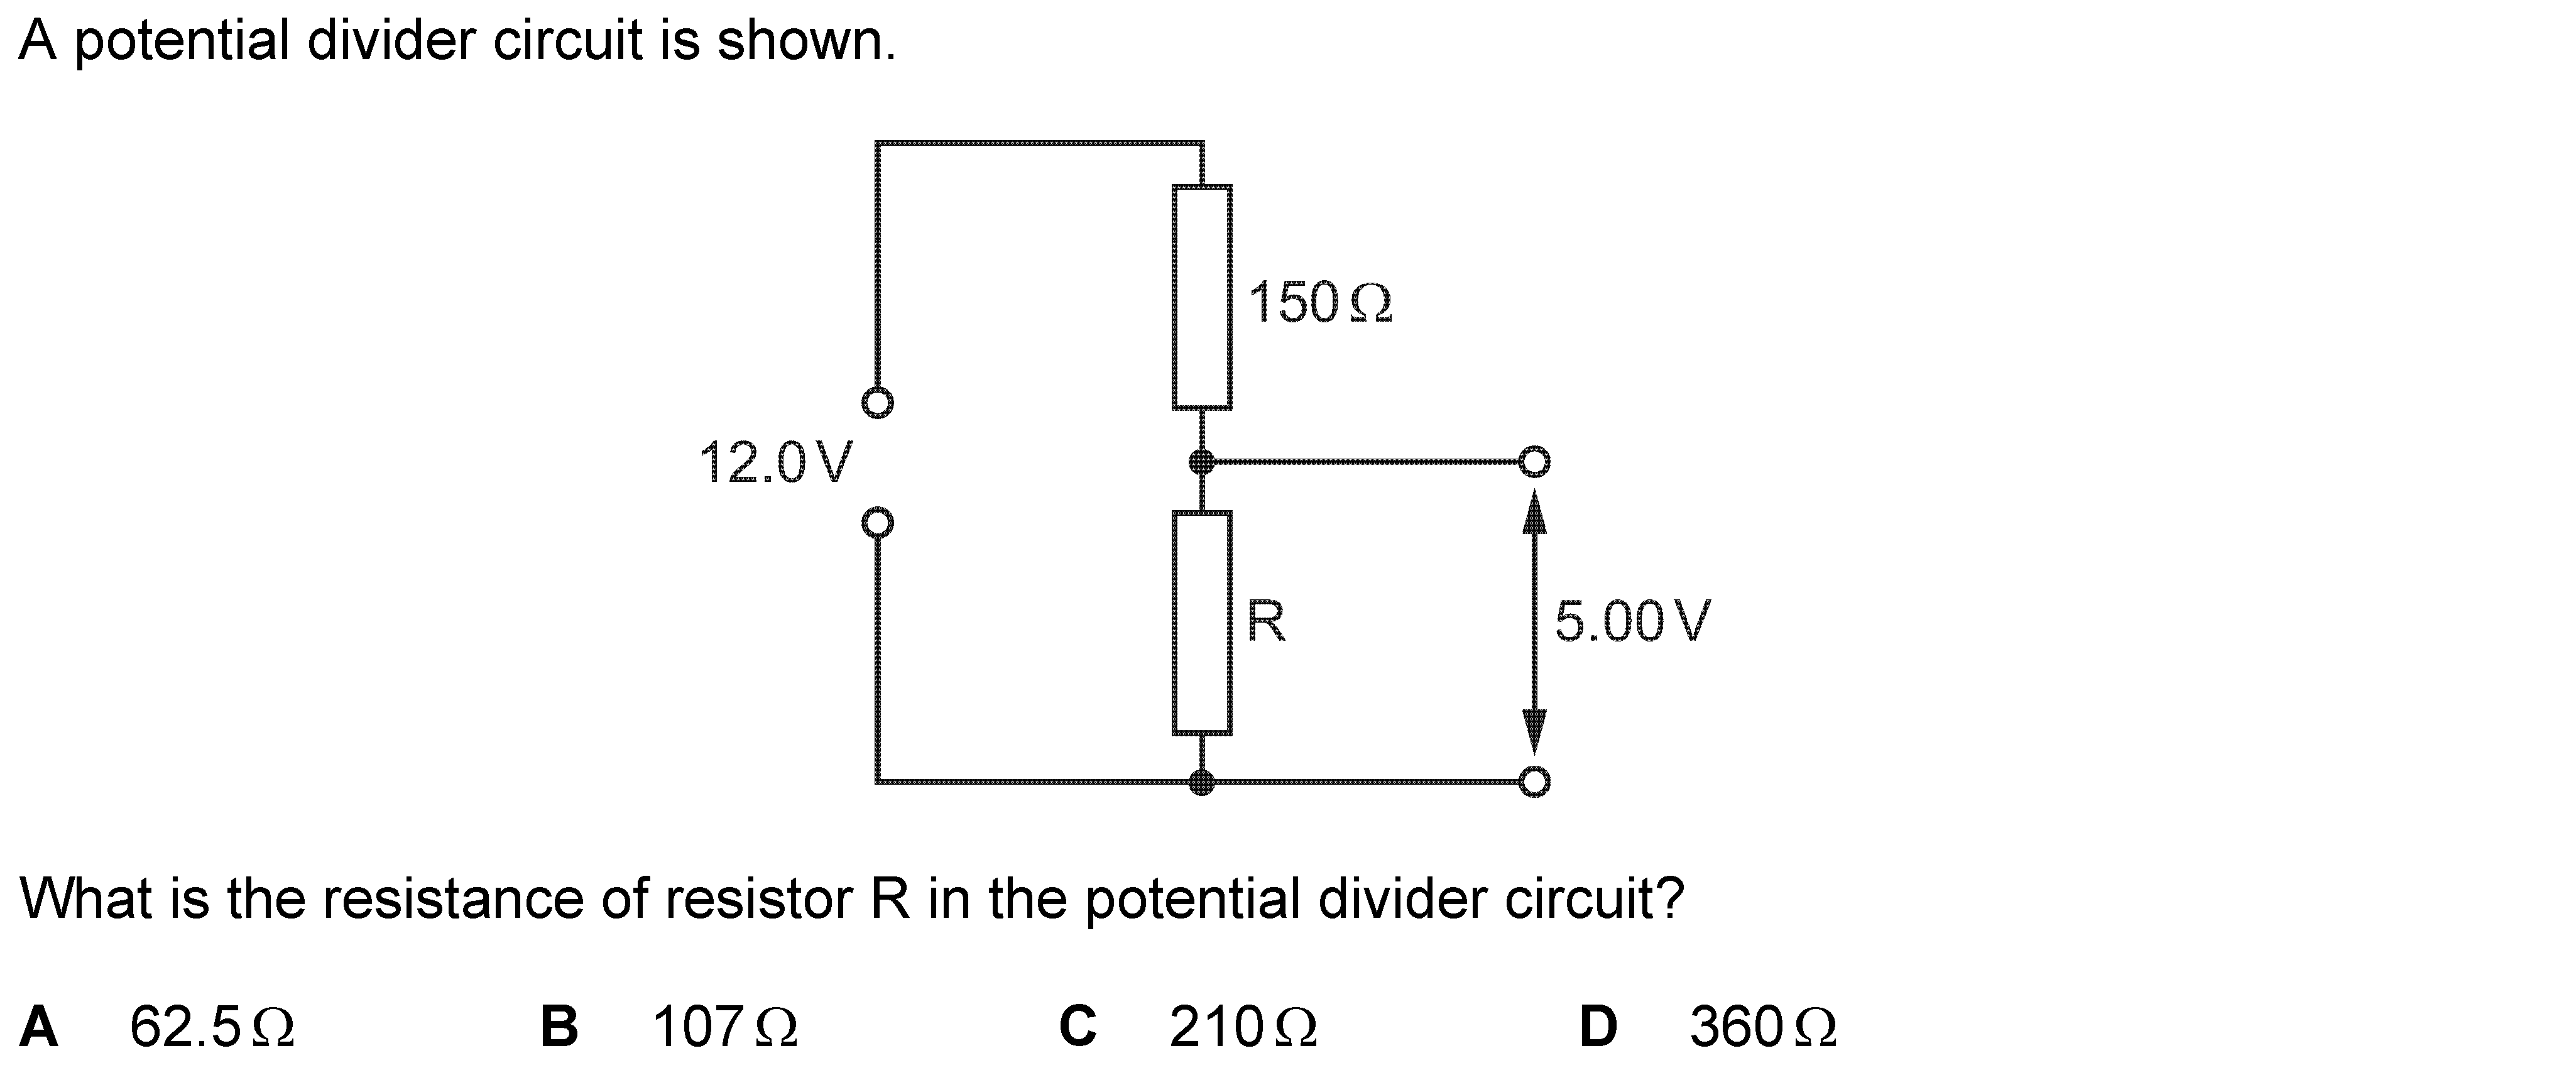 A potential divider circuit is shown.
150 Ω
12.0 V
R
5.00 V
What is the resistance of resistor R in the potential divider circuit?
A 62.5 Ω B 107 Ω C 210 Ω D 360 Ω